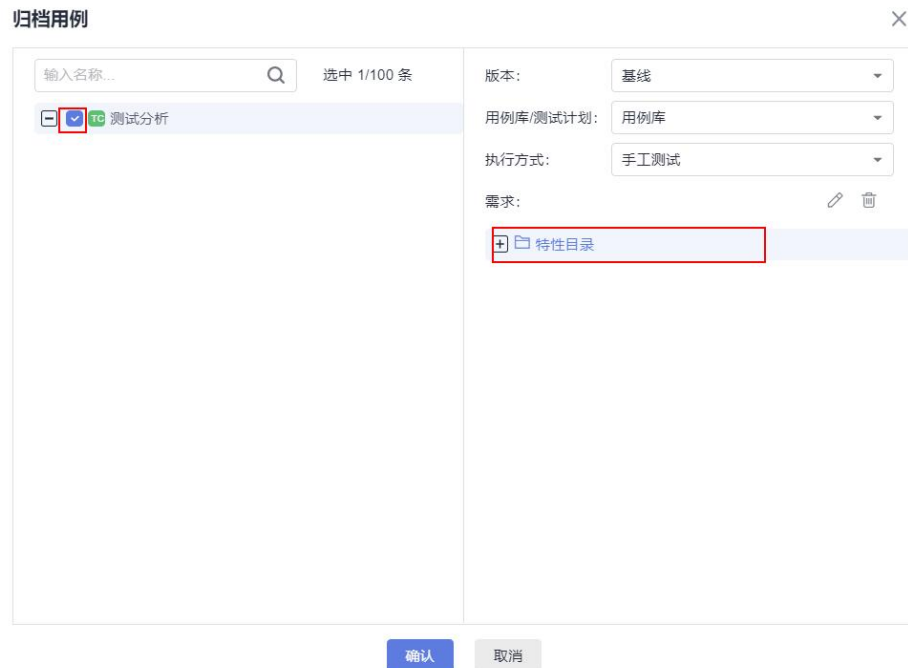 归档用例
输入名称...
选中 1/100 条
TC 测试分析
版本：
基线
用例库/测试计划：
用例库
执行方式：
手工测试
需求：
特性目录
确认
取消